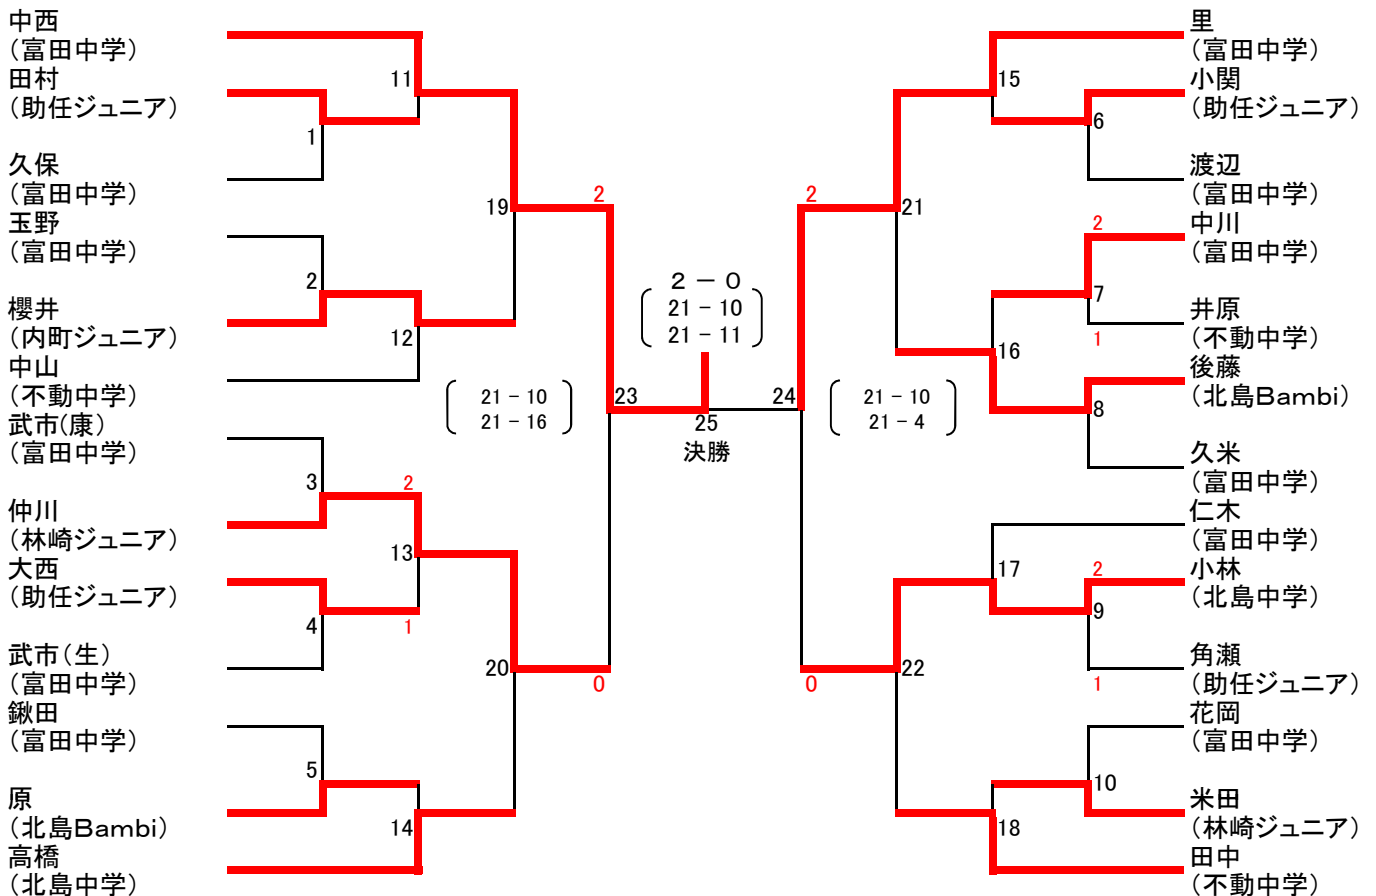 中西
(富田中学)
田村
(助任ジュニア)
久保
(富田中学)
玉野
(富田中学)
櫻井
(内町ジュニア)
中山
(不動中学)
武市(康)
(富田中学)
仲川
(林崎ジュニア)
大西
(助任ジュニア)
武市(生)
(富田中学)
鍬田
(富田中学)
原
(北島Bambi)
高橋
(北島中学)
1
2
3
4
5
11
12
13
14
2
1
19
20
2
0
21 - 10
21 - 16
23
2 - 0
21 - 10
21 - 11
25
決勝
24
21 - 10
21 - 4
2
0
21
22
15
16
17
18
6
7
8
9
10
2
1
2
1
里
(富田中学)
小関
(助任ジュニア)
渡辺
(富田中学)
中川
(富田中学)
井原
(不動中学)
後藤
(北島Bambi)
久米
(富田中学)
仁木
(富田中学)
小林
(北島中学)
角瀬
(助任ジュニア)
花岡
(富田中学)
米田
(林崎ジュニア)
田中
(不動中学)